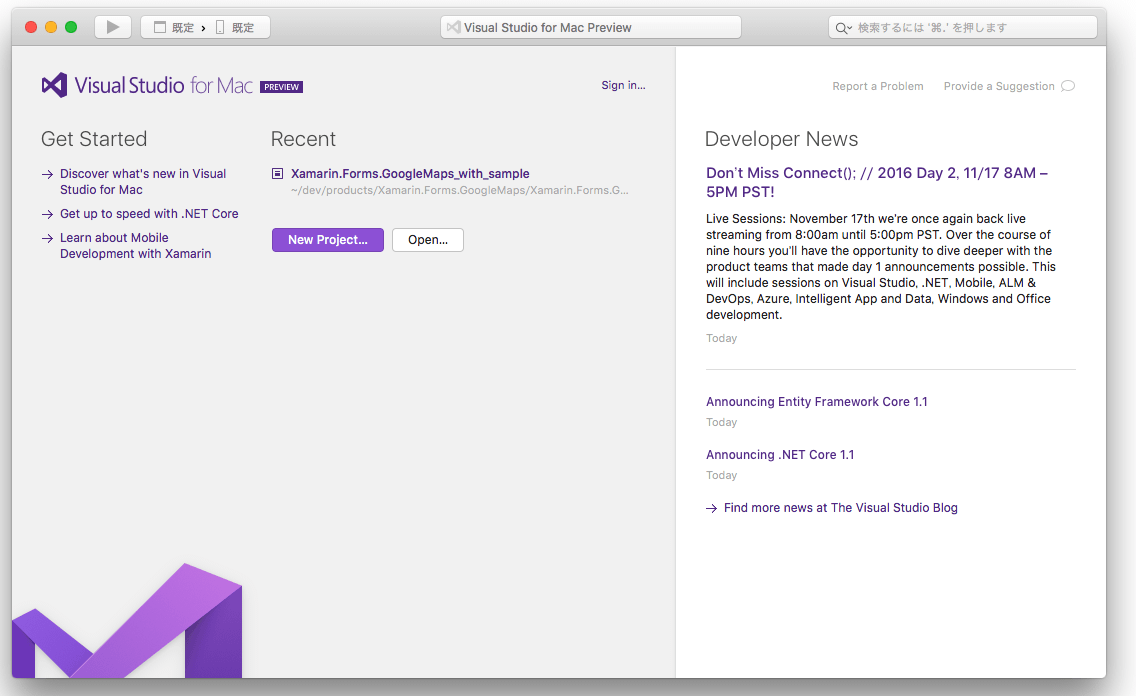 既定 › 既定
Visual Studio for Mac Preview
検索するには '⌘.' を押します
Visual Studio for Mac PREVIEW
Sign in...
Get Started
Discover what's new in Visual
Studio for Mac
Get up to speed with .NET Core
Learn about Mobile
Development with Xamarin
Recent
Xamarin.Forms.GoogleMaps_with_sample
~/dev/products/Xamarin.Forms.GoogleMaps/Xamarin.Forms.G...
New Project...
Open...
Report a Problem
Provide a Suggestion
Developer News
Don't Miss Connect(); // 2016 Day 2, 11/17 8AM –
5PM PST!
Live Sessions: November 17th we're once again back live
streaming from 8:00am until 5:00pm PST. Over the course of
nine hours you'll have the opportunity to dive deeper with the
product teams that made day 1 announcements possible. This
will include sessions on Visual Studio, .NET, Mobile, ALM &
DevOps, Azure, Intelligent App and Data, Windows and Office
development.
Today
Announcing Entity Framework Core 1.1
Today
Announcing .NET Core 1.1
Today
Find more news at The Visual Studio Blog